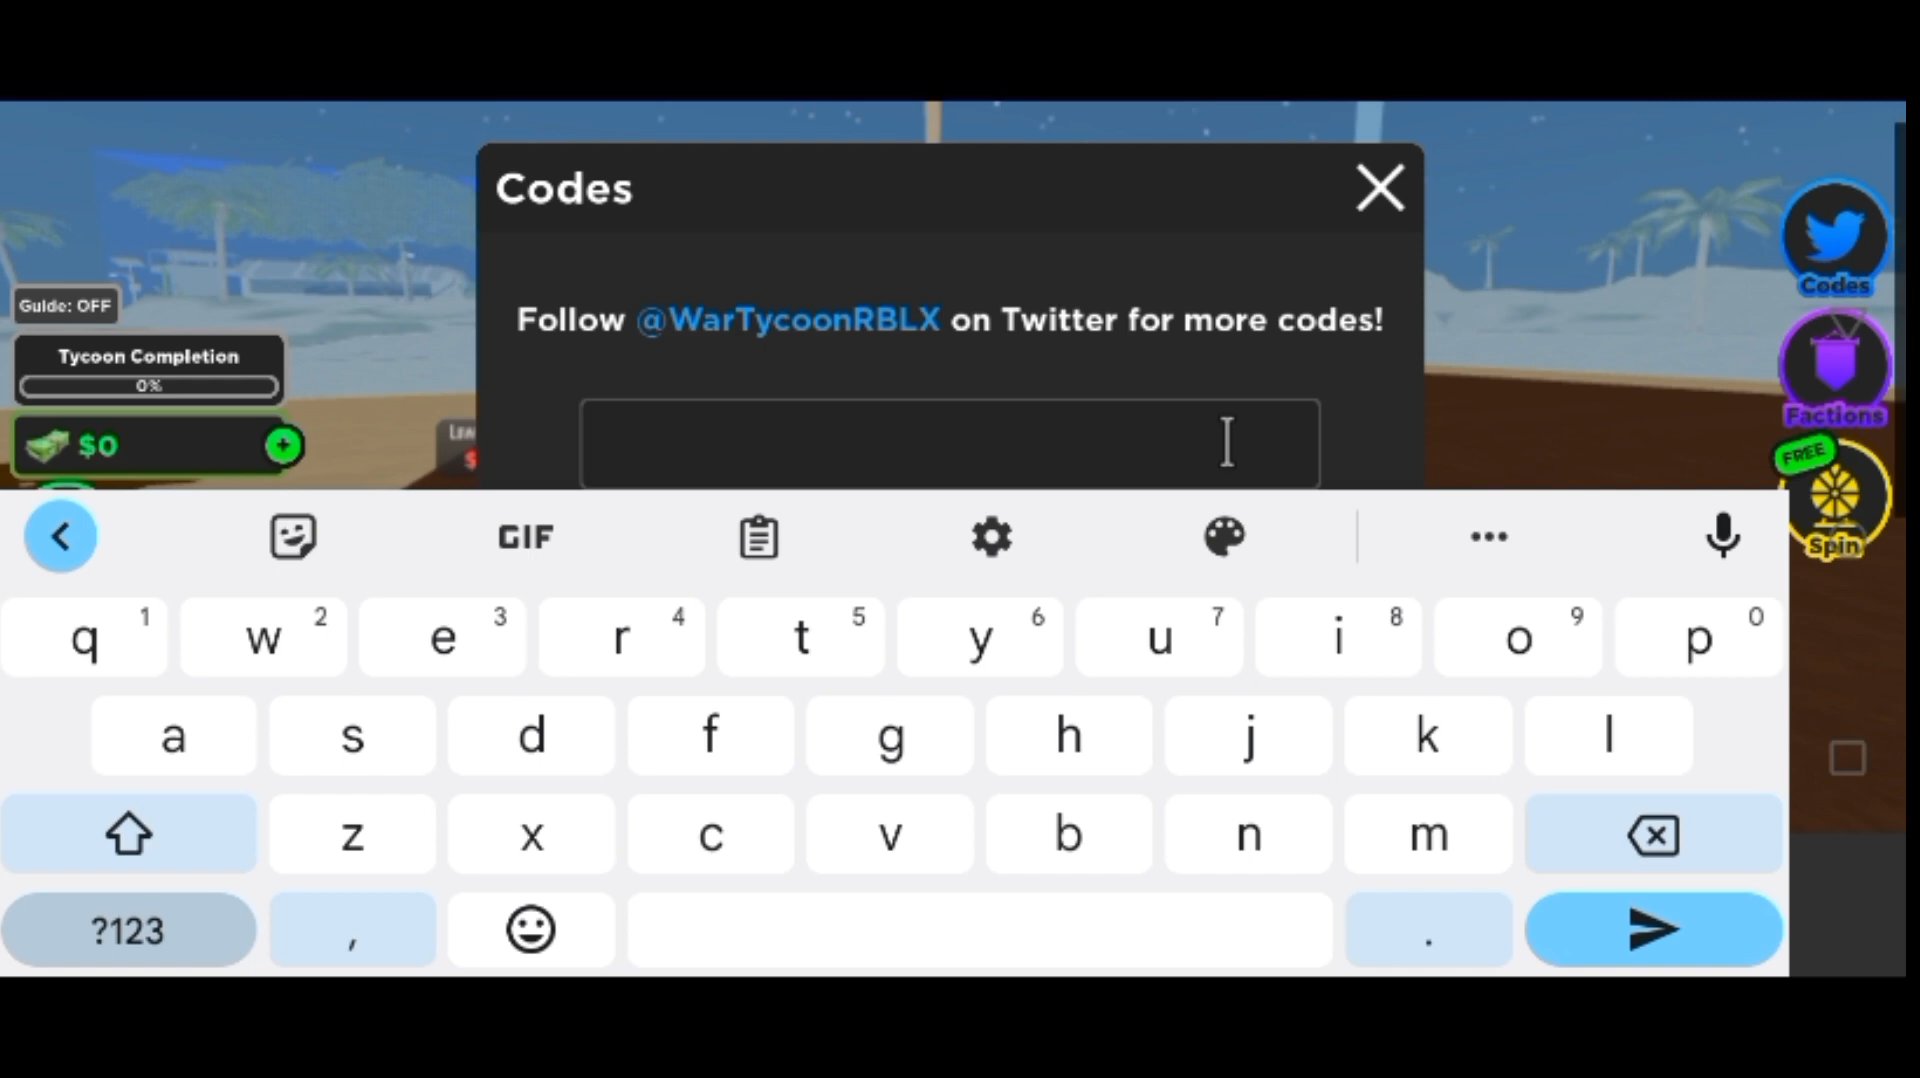 Codes
Follow @WarTycoonRBLX on Twitter for more codes!
Guide: OFF
Tycoon Completion
0%
$0
+
Codes
Factions
FREE
Spin
GIF
q 1 w 2 e 3 r 4 t 5 y 6 u 7 i 8 o 9 p 0
a s d f g h j k l
z x c v b n m
?123 , .